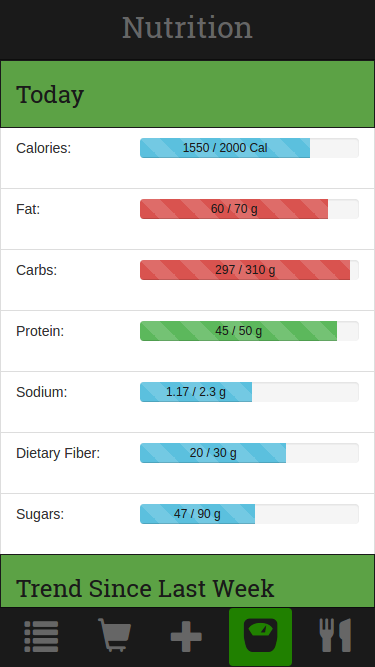 Nutrition
Today
Calories: 1550 / 2000 Cal
Fat: 60 / 70 g
Carbs: 297 / 310 g
Protein: 45 / 50 g
Sodium: 1.17 / 2.3 g
Dietary Fiber: 20 / 30 g
Sugars: 47 / 90 g
Trend Since Last Week